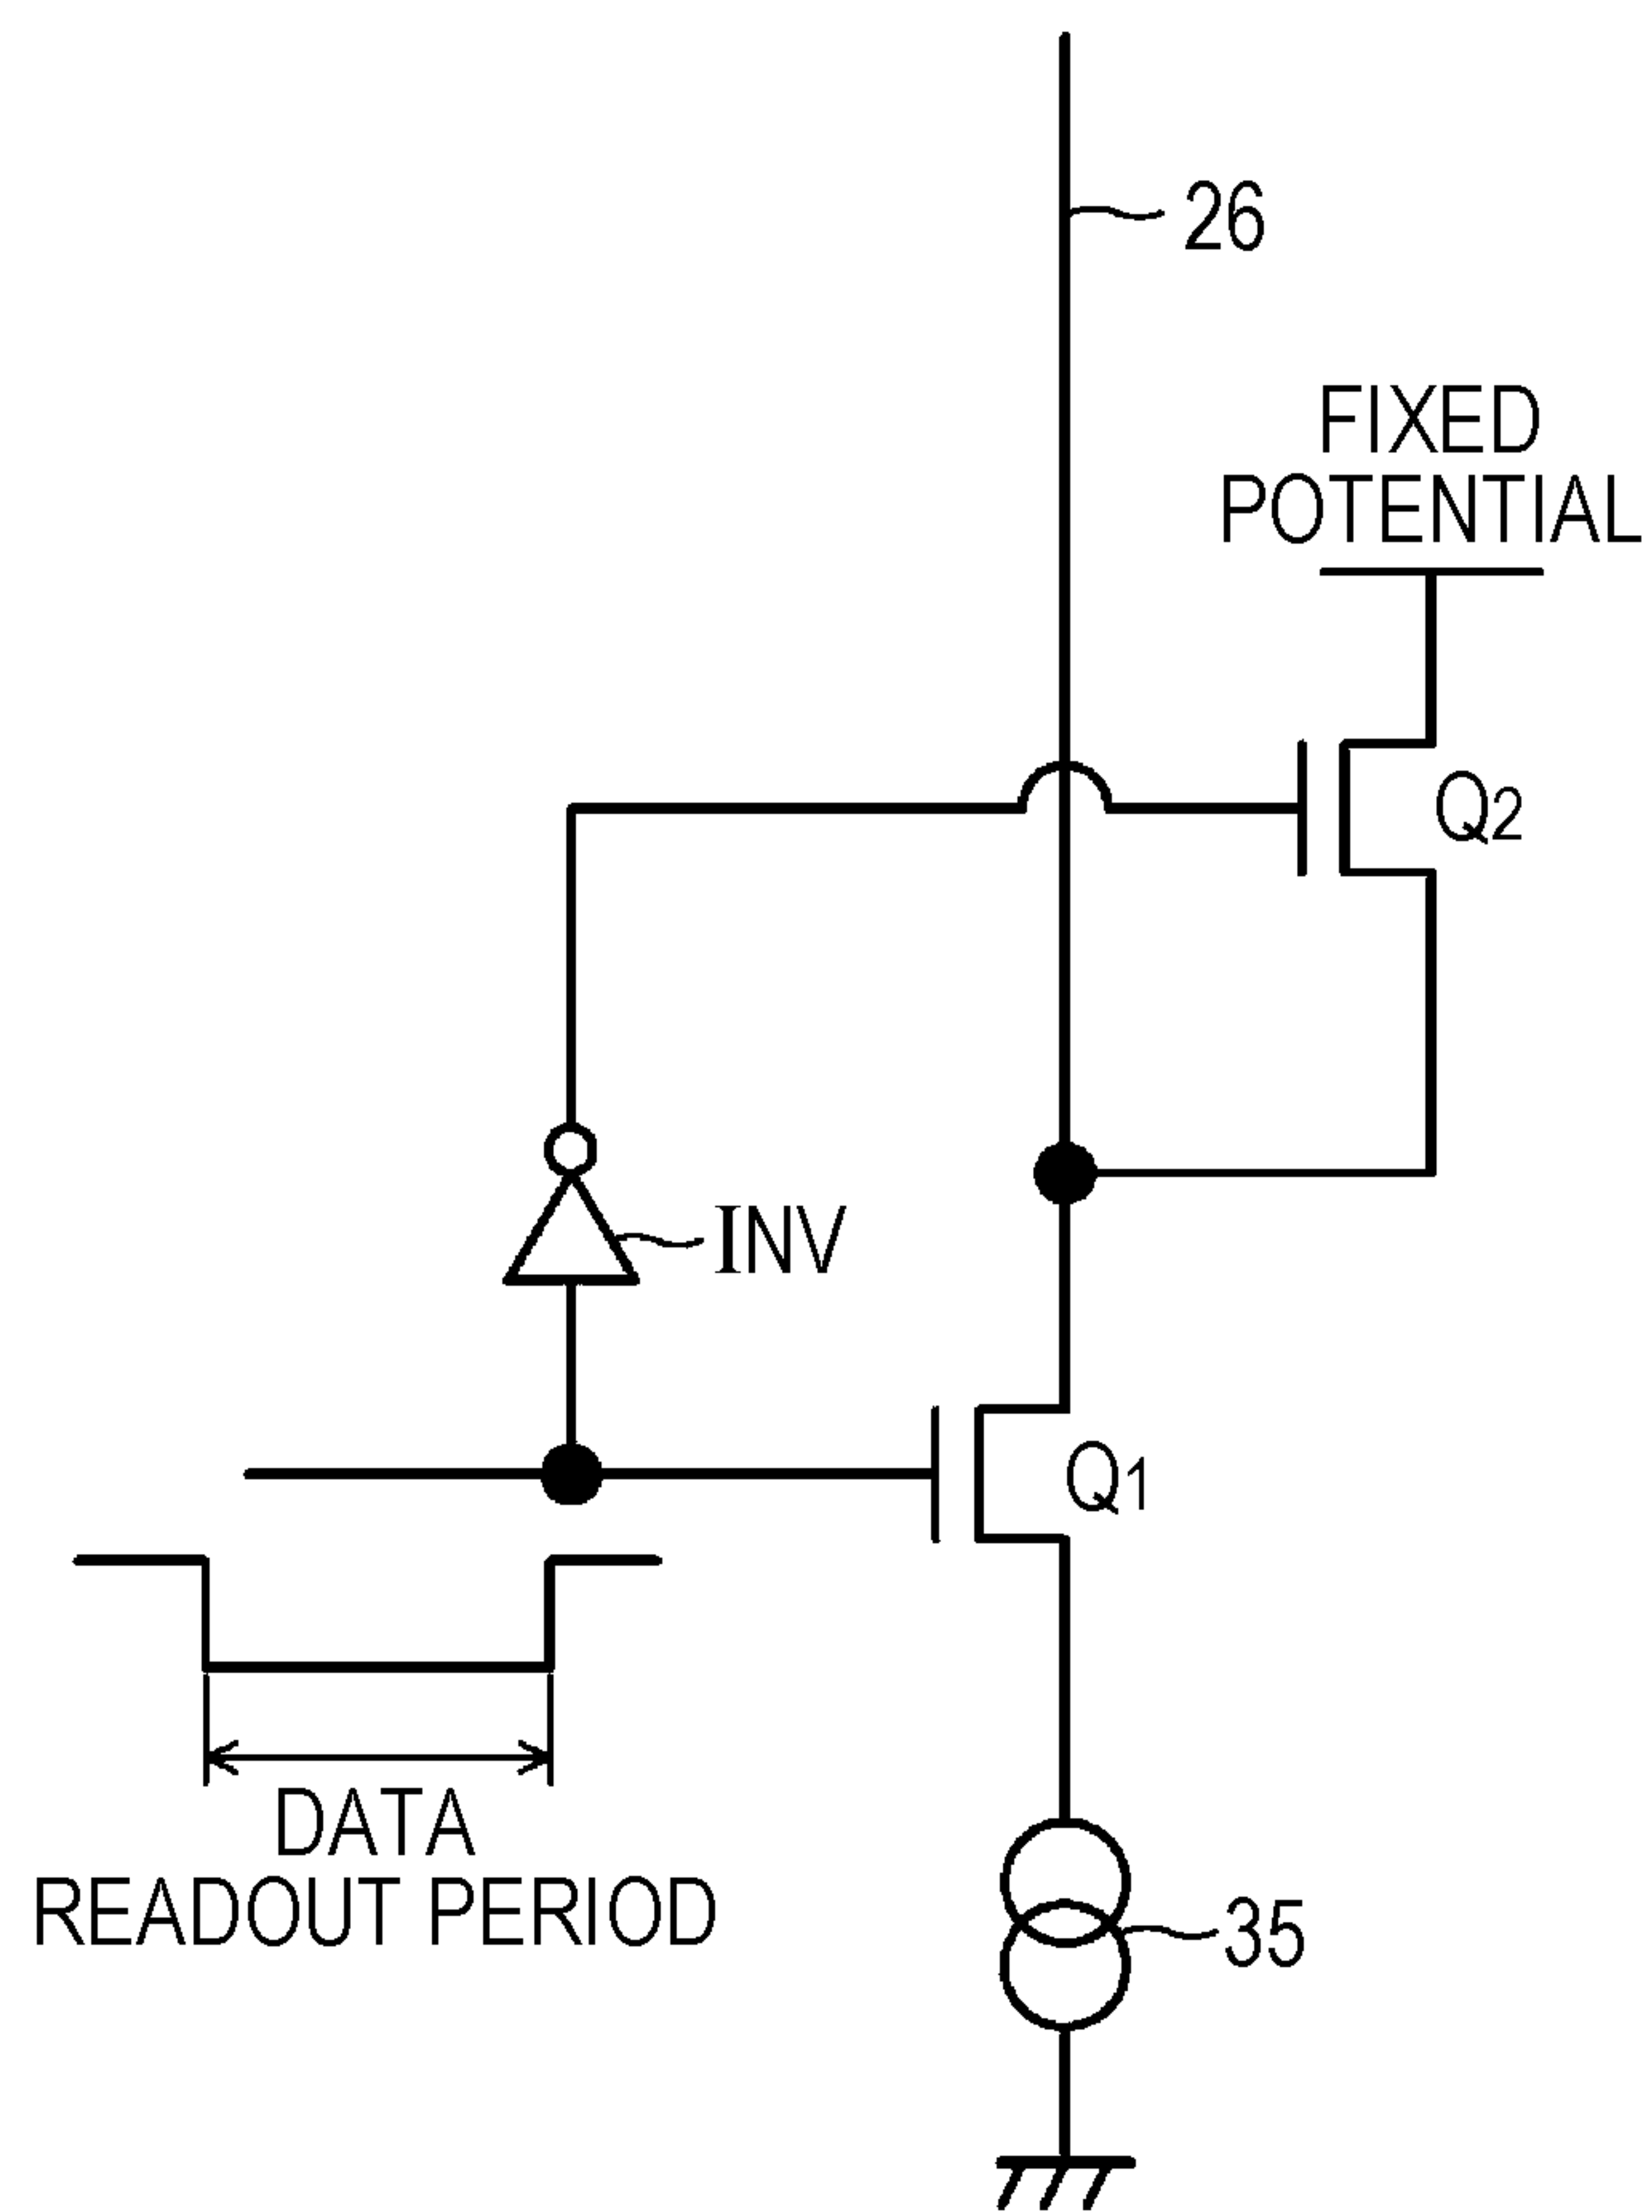 26
FIXED
POTENTIAL
Q2
INV
Q1
DATA
READOUT PERIOD
35